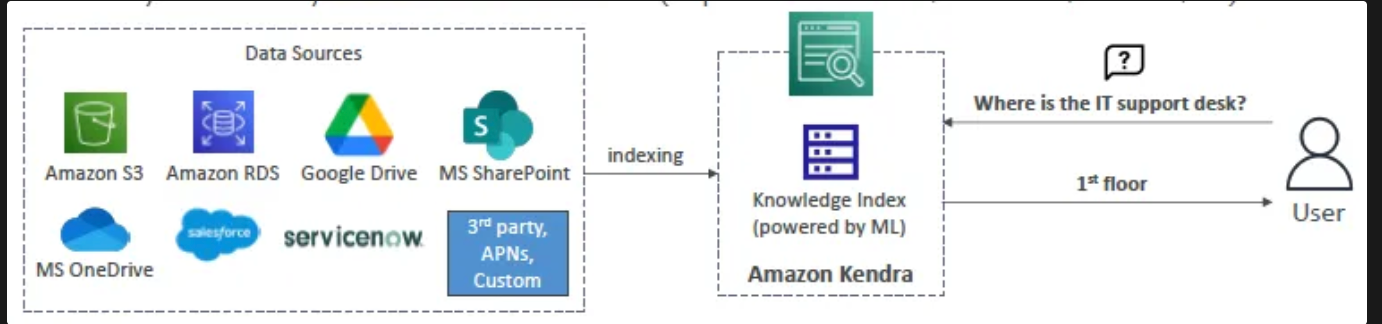 Data Sources
Amazon S3
Amazon RDS
Google Drive
S
MS SharePoint
MS OneDrive
salesforce
servicenow
3rd party,
APNs,
Custom
indexing
Knowledge Index
(powered by ML)
Amazon Kendra
?
Where is the IT support desk?
1st floor
User